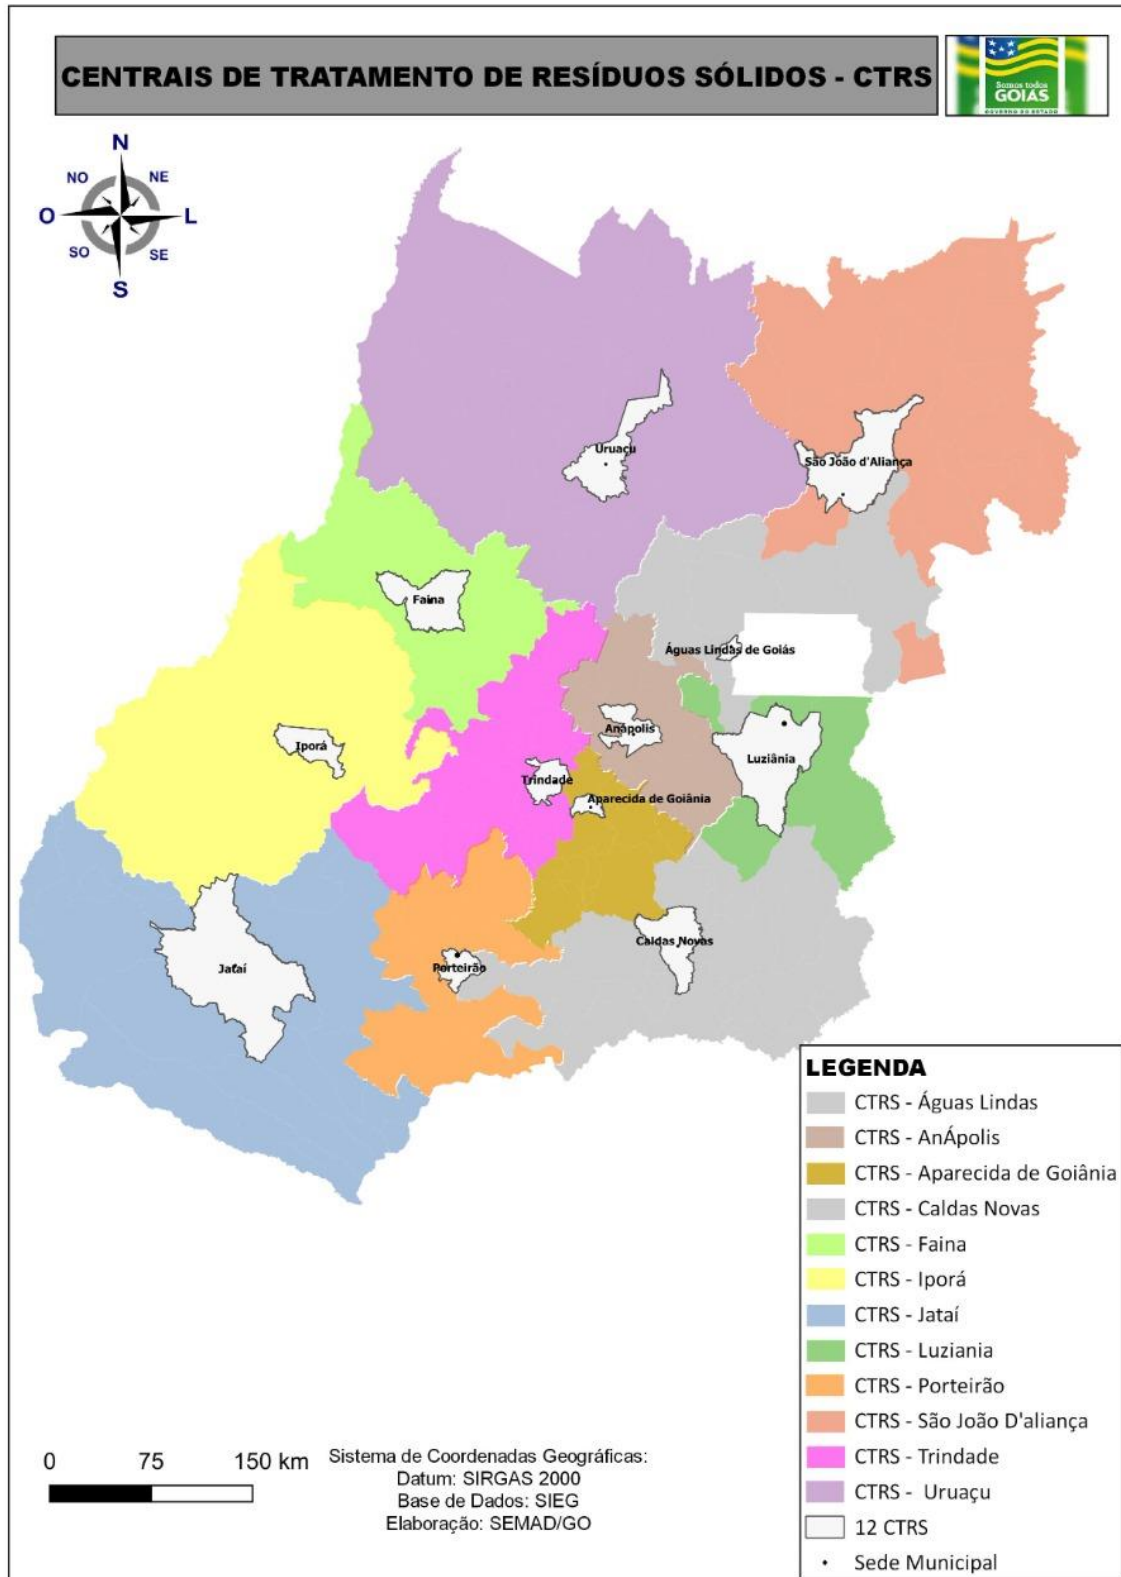 CENTRAIS DE TRATAMENTO DE RESÍDUOS SÓLIDOS - CTRS
Somos todos
GOIÁS
GOVERNO DO ESTADO
N
NO
NE
O
L
SO
SE
S
Uruaçu
São João d'Aliança
Faina
Águas Lindas de Goiás
Anápolis
Iporá
Luziânia
Trindade
Aparecida de Goiânia
Caldas Novas
Porteirão
Jataí
LEGENDA
CTRS - Águas Lindas
CTRS - AnÁpolis
CTRS - Aparecida de Goiânia
CTRS - Caldas Novas
CTRS - Faina
CTRS - Iporá
CTRS - Jataí
CTRS - Luziania
CTRS - Porteirão
CTRS - São João D'aliança
CTRS - Trindade
CTRS - Uruaçu
12 CTRS
Sede Municipal
0 75 150 km
Sistema de Coordenadas Geográficas:
Datum: SIRGAS 2000
Base de Dados: SIEG
Elaboração: SEMAD/GO